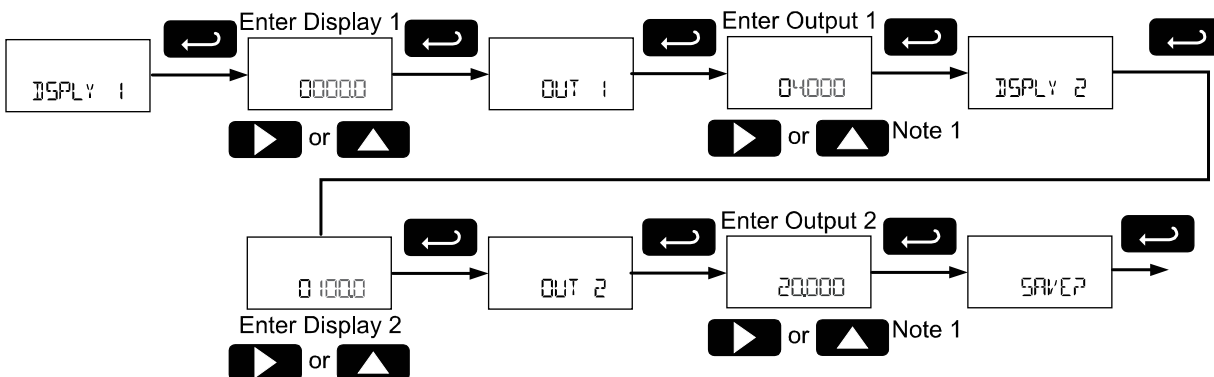 Enter Display 1
Enter Output 1
DSPLY 1
0000.0
OUT 1
04.000
DSPLY 2
or
or
Note 1
Enter Output 2
0100.0
OUT 2
20.000
SAVE?
Enter Display 2
or
Note 1
or